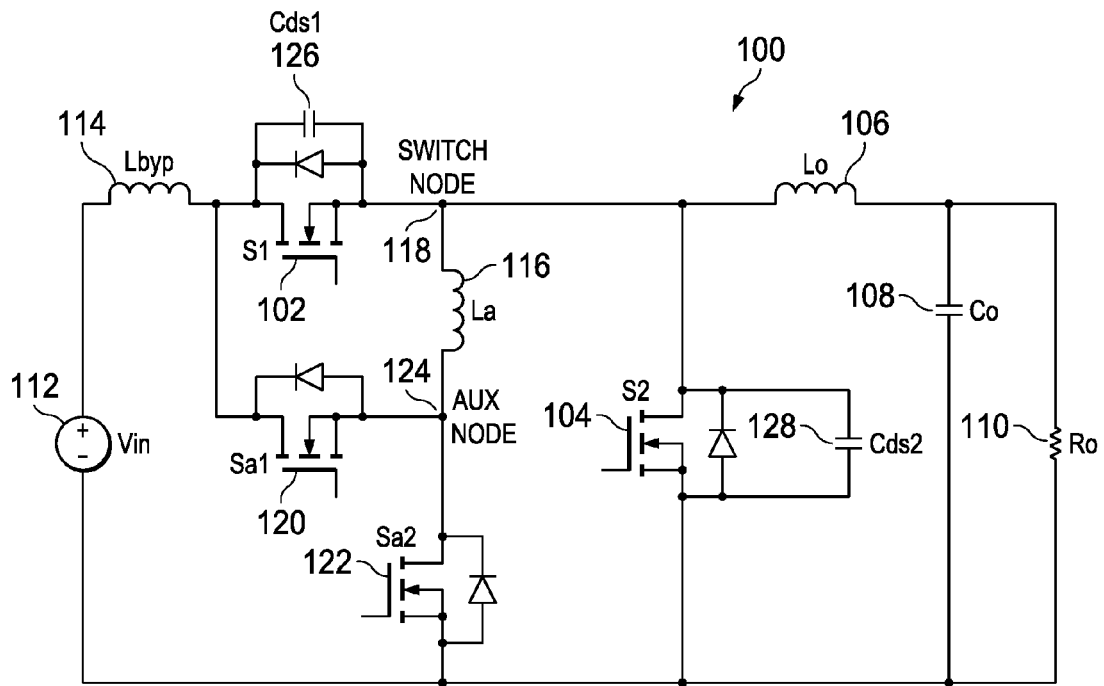 Cds1
126
100
114
Lbyp
SWITCH
NODE
106
Lo
S1
118
102
116
La
108
Co
112
+
-
Vin
124
AUX
NODE
Sa1
120
S2
104
128
Cds2
110
Ro
Sa2
122